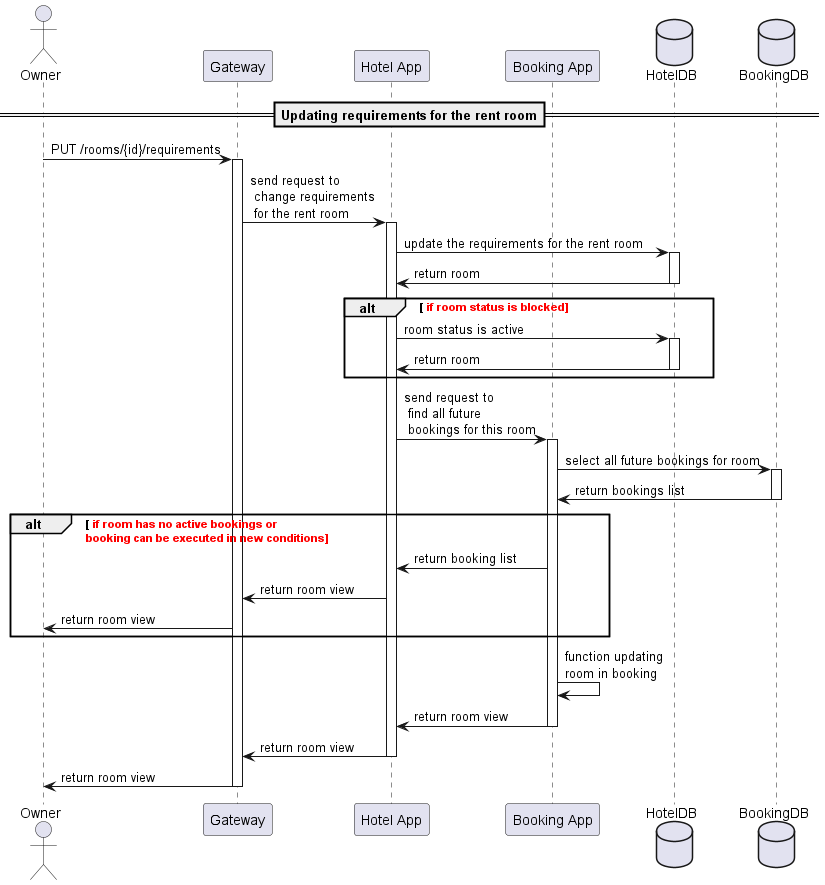 Owner
Gateway
Hotel App
Booking App
HotelDB
BookingDB
Updating requirements for the rent room
PUT /rooms/{id}/requirements
send request to
change requirements
for the rent room
update the requirements for the rent room
return room
alt
[ if room status is blocked]
room status is active
return room
send request to
find all future
bookings for this room
select all future bookings for room
return bookings list
alt
[ if room has no active bookings or
booking can be executed in new conditions]
return booking list
return room view
return room view
function updating
room in booking
return room view
return room view
return room view
Owner
Gateway
Hotel App
Booking App
HotelDB
BookingDB